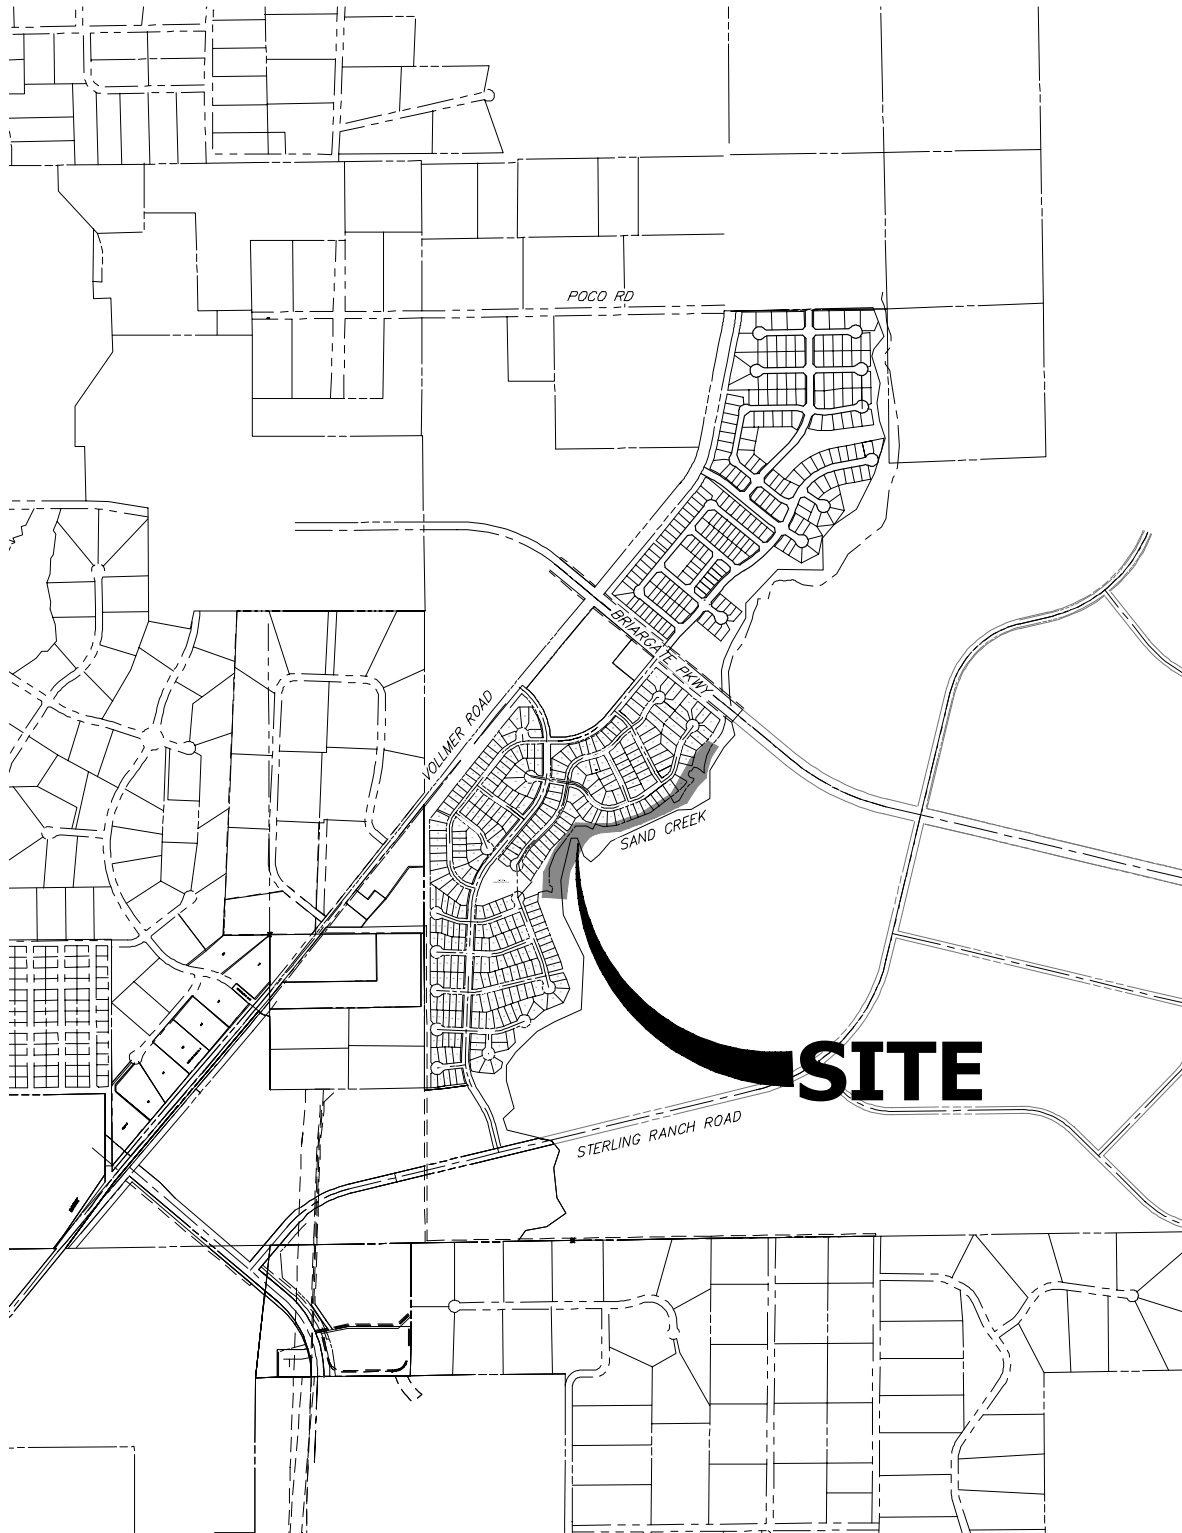 POCO RD
BRIARGATE PKWY
VOLLMER ROAD
SAND CREEK
SITE
STERLING RANCH ROAD